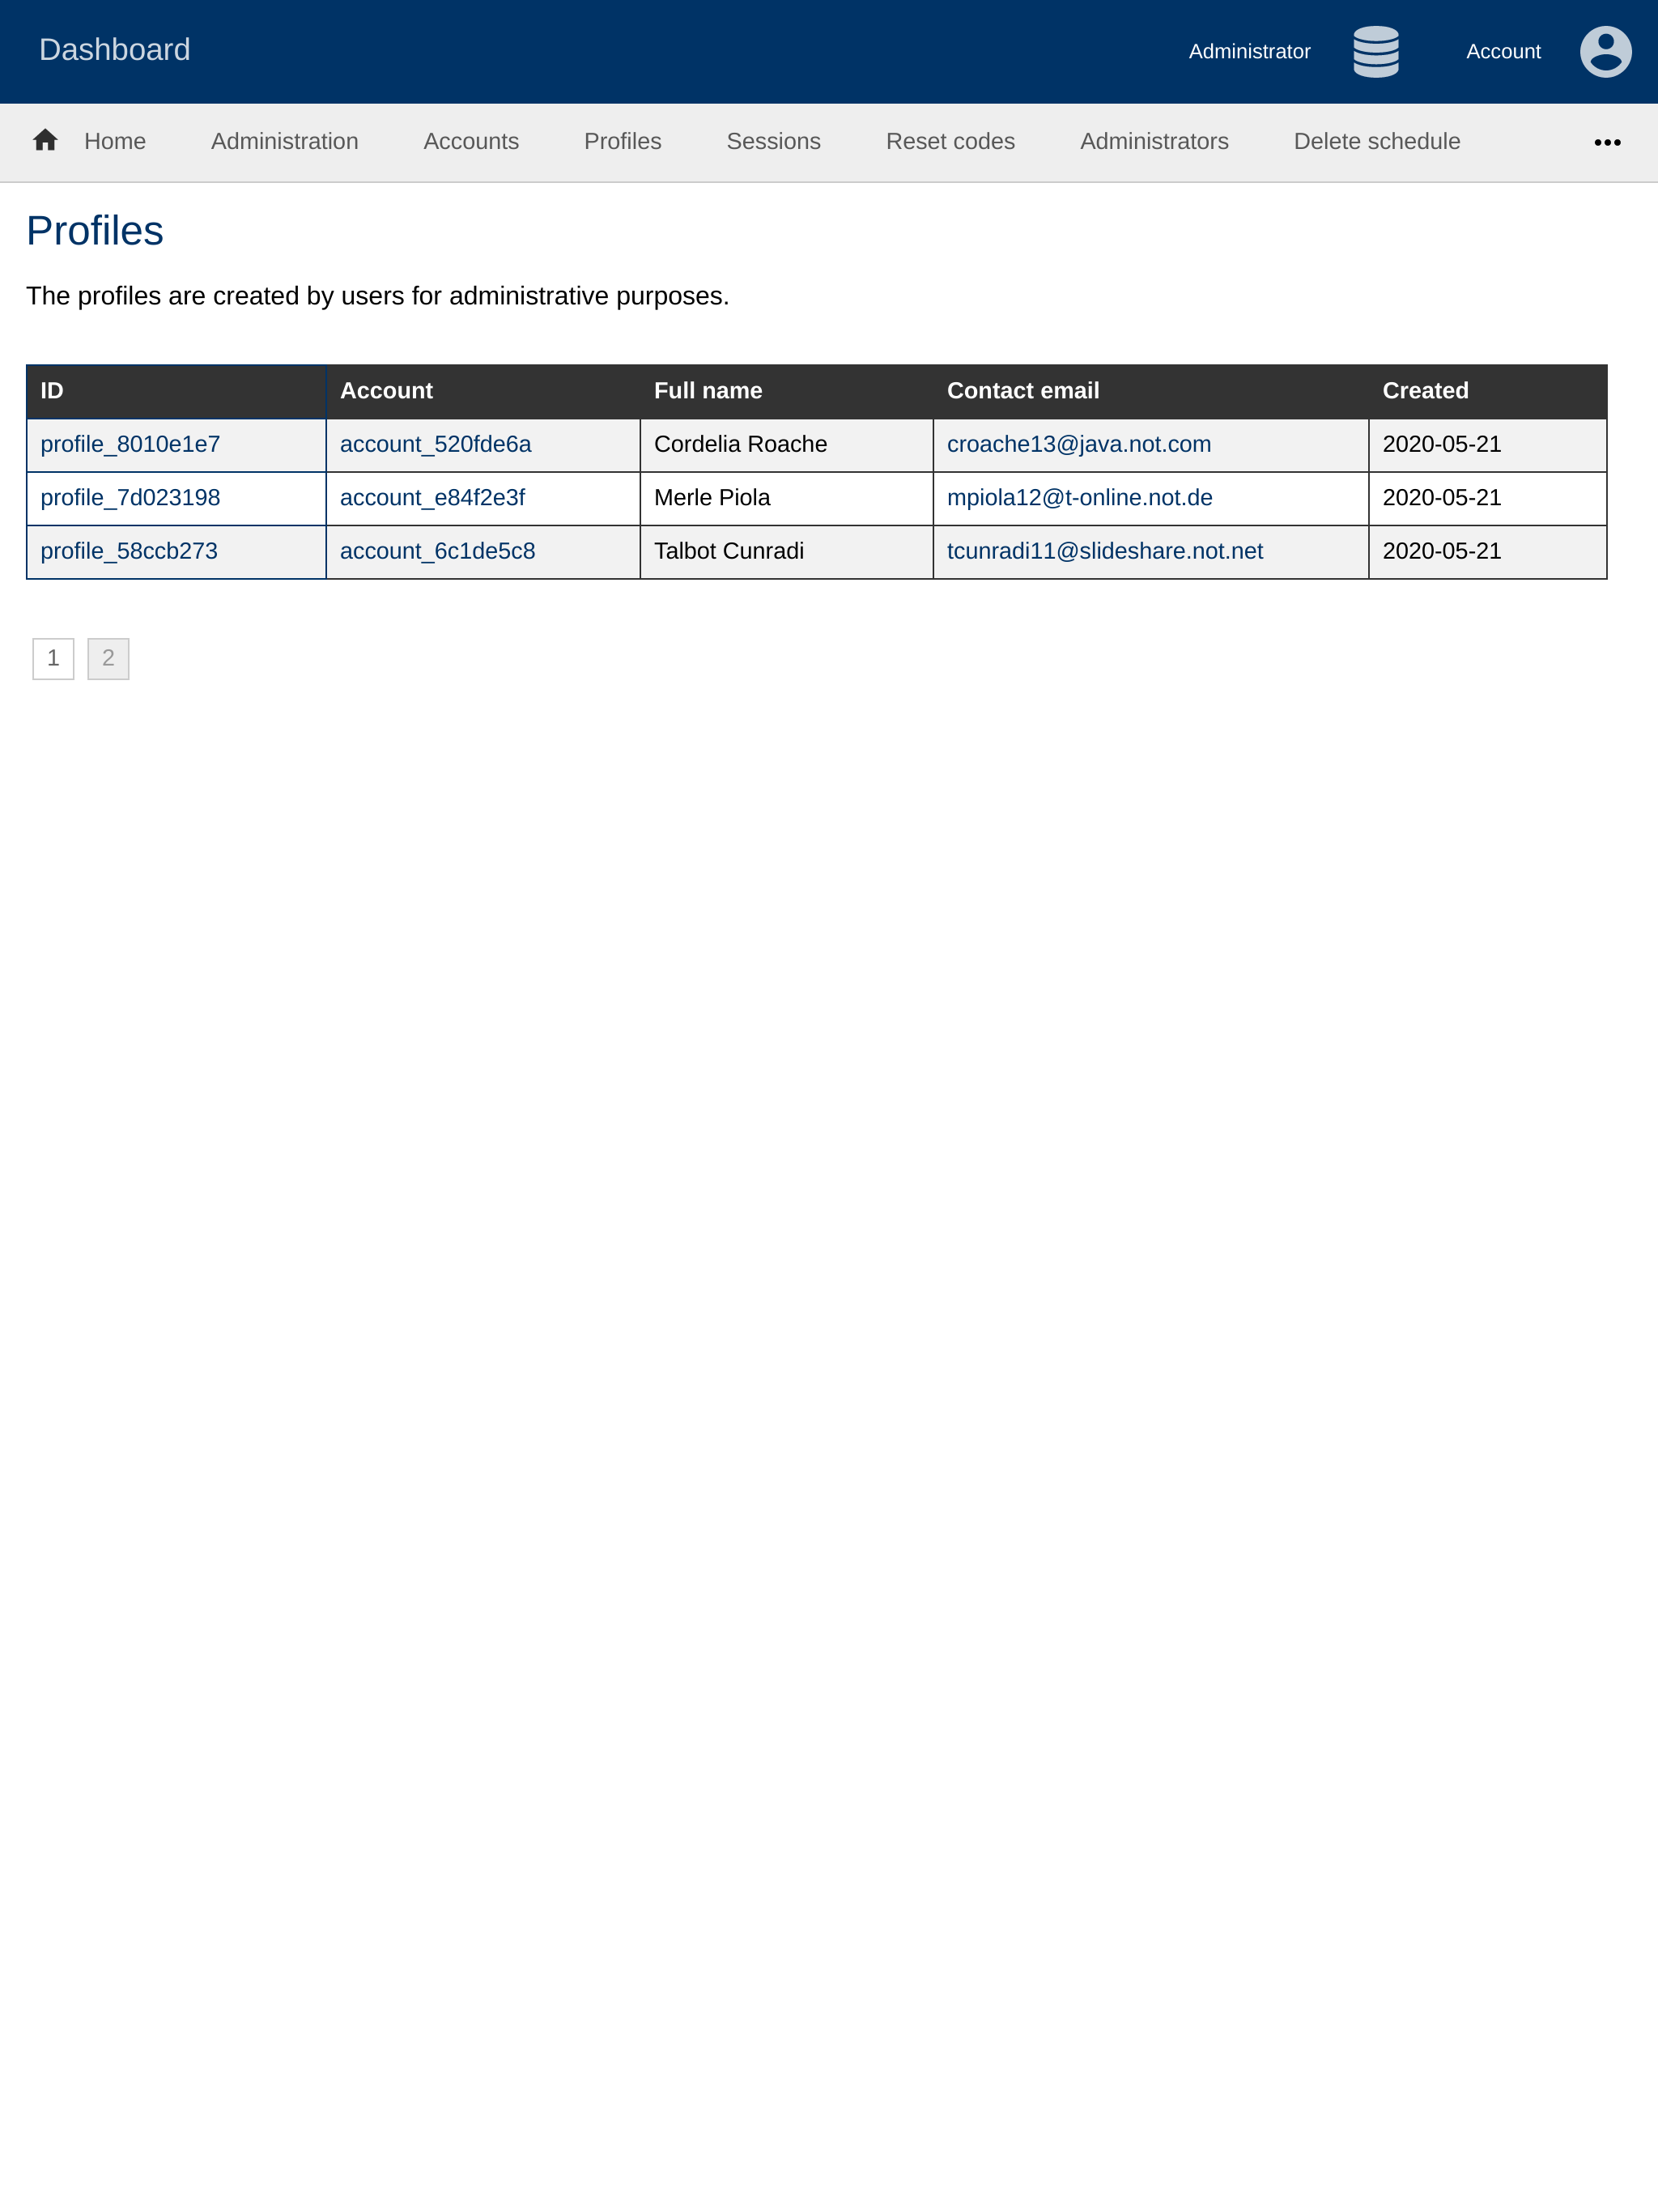 Dashboard Administrator Account
Home Administration Accounts Profiles Sessions Reset codes Administrators Delete schedule
Profiles
The profiles are created by users for administrative purposes.
ID Account Full name Contact email Created
profile_8010e1e7 account_520fde6a Cordelia Roache croache13@java.not.com 2020-05-21
profile_7d023198 account_e84f2e3f Merle Piola mpiola12@t-online.not.de 2020-05-21
profile_58ccb273 account_6c1de5c8 Talbot Cunradi tcunradi11@slideshare.not.net 2020-05-21
1 2